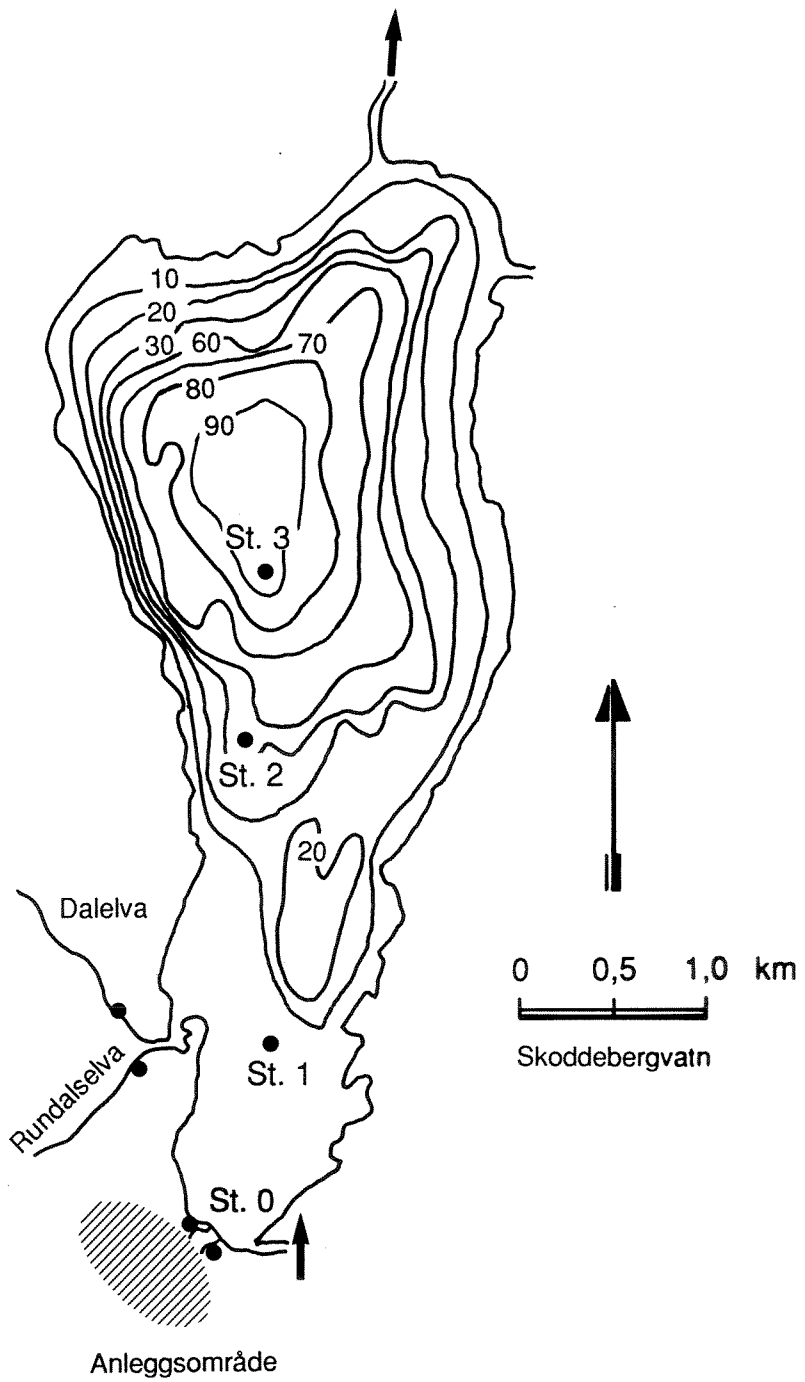 10
20
30 60 70
80
90
St. 3
St. 2
20
Dalelva
0 0,5 1,0 km
Skoddebergvatn
Rundalselva
St. 1
St. 0
Anleggsområde